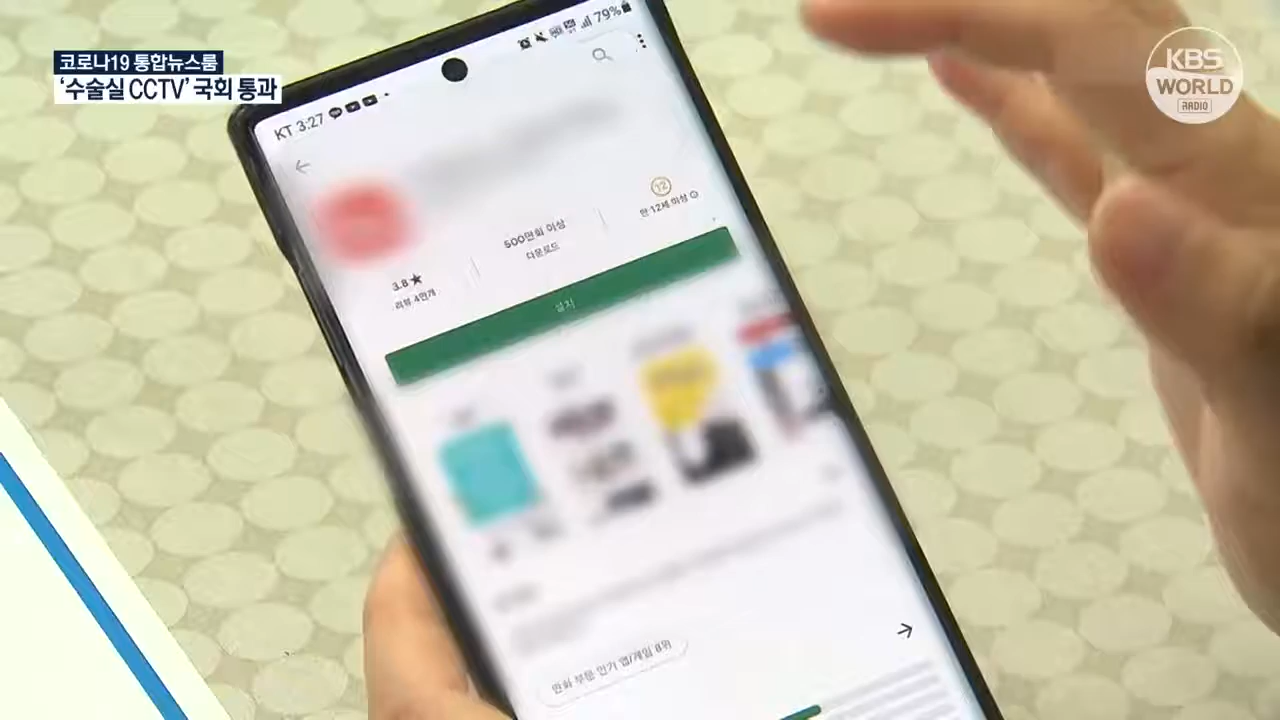 코로나19 통합뉴스룸
'수술실 CCTV' 국회 통과
KBS
WORLD
RADIO
KT 3:27
79%
3.8★
리뷰 4만개
500만회 이상
다운로드
12
만 12세 이상
설치
만화 부문 인기 앱/게임 8위